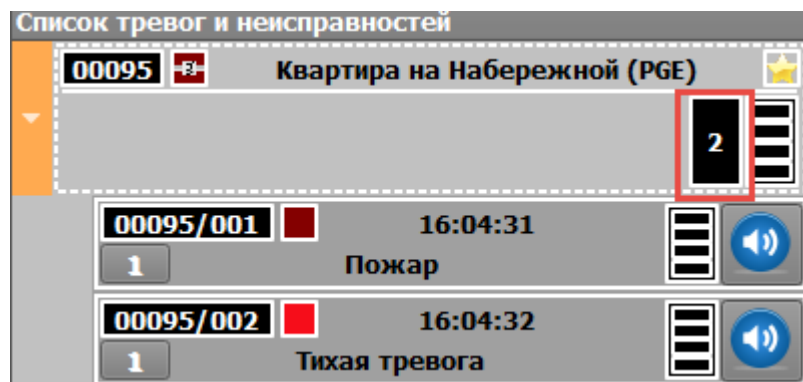 Список тревог и неисправностей
00095 Квартира на Набережной (PGE)
2
00095/001 16:04:31
1 Пожар
00095/002 16:04:32
1 Тихая тревога